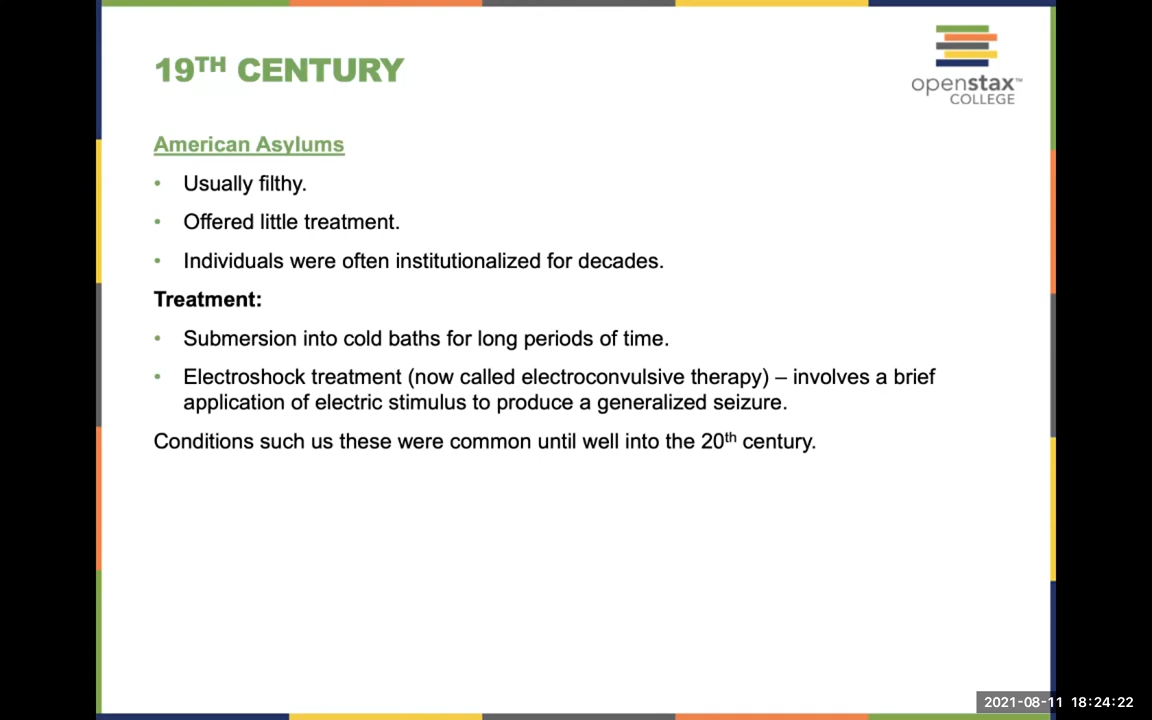 19TH CENTURY
openstax™
COLLEGE
American Asylums
• Usually filthy.
• Offered little treatment.
• Individuals were often institutionalized for decades.
Treatment:
• Submersion into cold baths for long periods of time.
• Electroshock treatment (now called electroconvulsive therapy) – involves a brief
application of electric stimulus to produce a generalized seizure.
Conditions such us these were common until well into the 20th century.
2021-08-11 18:24:22